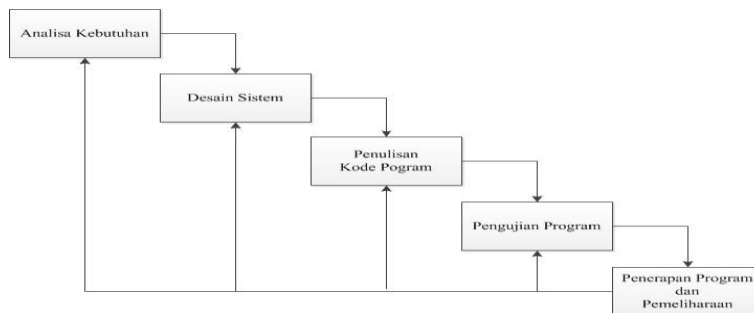 Analisa Kebutuhan
Desain Sistem
Penulisan
Kode Pogram
Pengujian Program
Penerapan Program
dan
Pemeliharaan